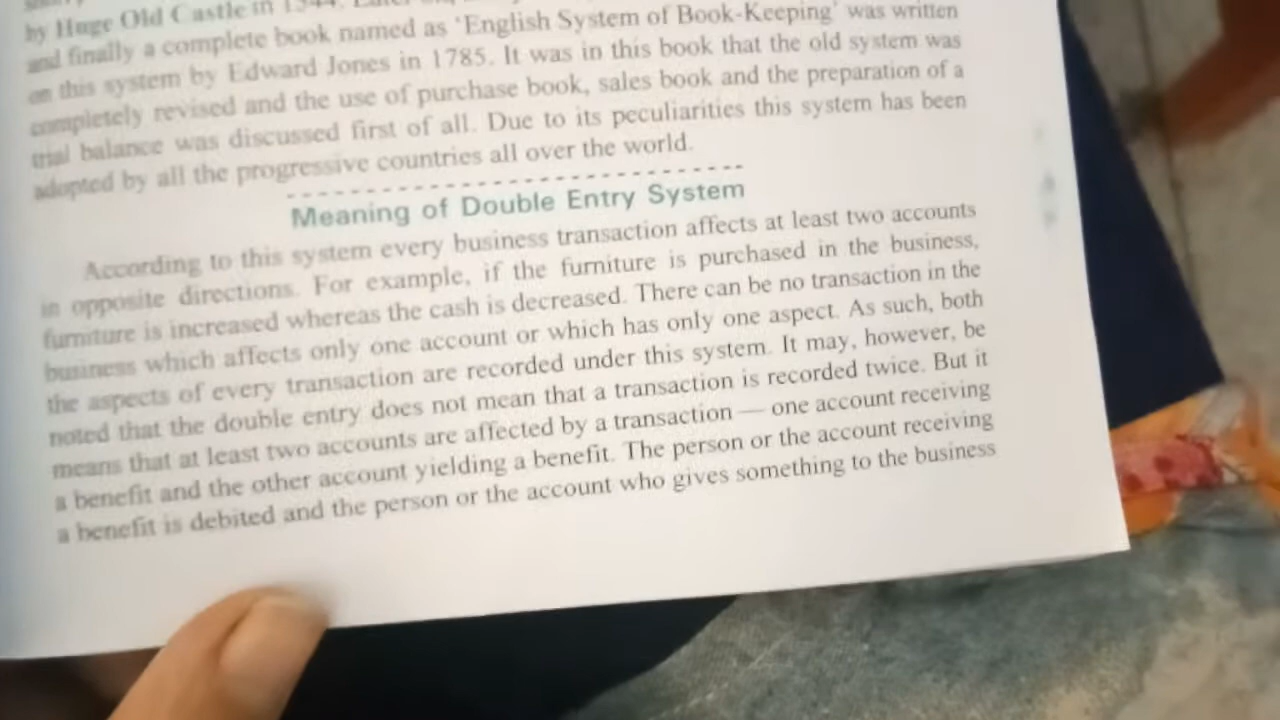 by Huge Old Castle in 1544.
and finally a complete book named as 'English System of Book-Keeping' was written
on this system by Edward Jones in 1785. It was in this book that the old system was
completely revised and the use of purchase book, sales book and the preparation of a
trial balance was discussed first of all. Due to its peculiarities this system has been
adopted by all the progressive countries all over the world.
Meaning of Double Entry System
According to this system every business transaction affects at least two accounts
in opposite directions. For example, if the furniture is purchased in the business,
furniture is increased whereas the cash is decreased. There can be no transaction in the
business which affects only one account or which has only one aspect. As such, both
the aspects of every transaction are recorded under this system. It may, however, be
noted that the double entry does not mean that a transaction is recorded twice. But it
means that at least two accounts are affected by a transaction — one account receiving
a benefit and the other account yielding a benefit. The person or the account receiving
a benefit is debited and the person or the account who gives something to the business